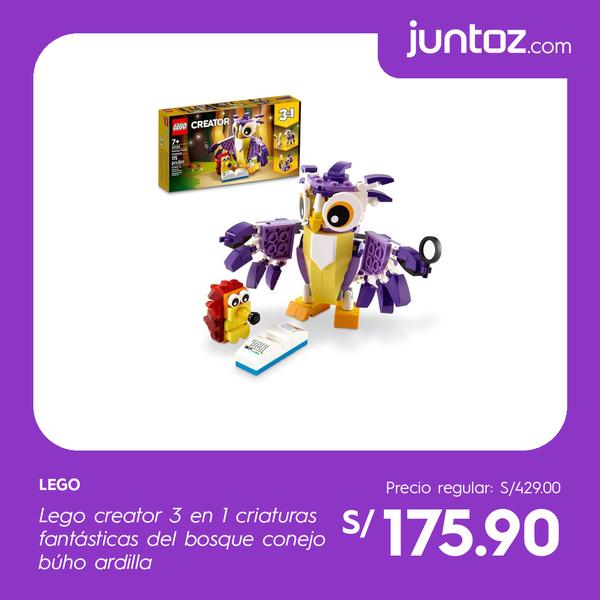 juntoz.com
LEGO CREATOR
3in1
7+
LEGO
Lego creator 3 en 1 criaturas
fantásticas del bosque conejo
búho ardilla
Precio regular: S/429.00
S/175.90